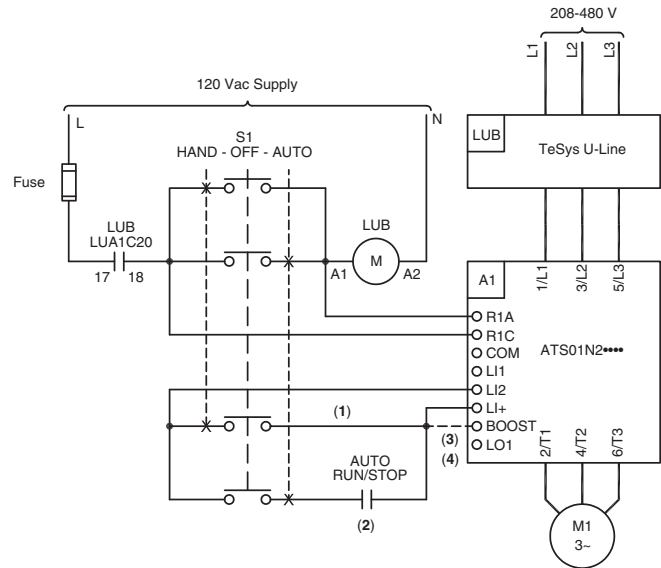 208-480 V
L1
L2
L3
120 Vac Supply
L
N
S1
HAND - OFF - AUTO
LUB
TeSys U-Line
Fuse
LUB
LUA1C20
17
18
LUB
M
A1
A2
A1
1/L1
3/L2
5/L3
R1A
R1C
COM
ATS01N2••••
LI1
LI2
LI+
(1)
BOOST
(3)
LO1
(4)
2/T1
4/T2
6/T3
AUTO
RUN/STOP
(2)
M1
3~